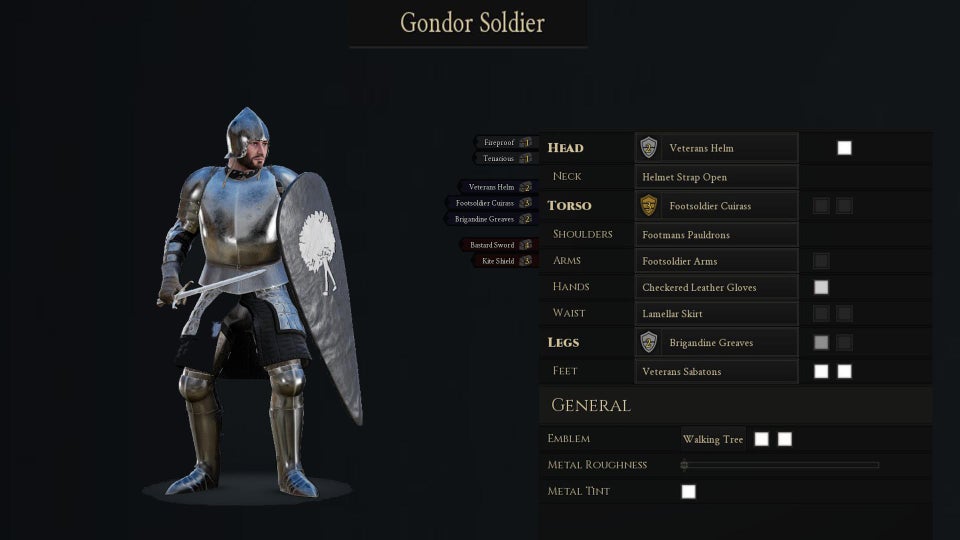 Gondor Soldier
Fireproof 1
Tenacious 1
Veterans Helm 2
Footsoldier Cuirass 3
Brigandine Greaves 2
Bastard Sword 4
Kite Shield 3
HEAD Veterans Helm
NECK Helmet Strap Open
TORSO Footsoldier Cuirass
SHOULDERS Footmans Pauldrons
ARMS Footsoldier Arms
HANDS Checkered Leather Gloves
WAIST Lamellar Skirt
LEGS Brigandine Greaves
FEET Veterans Sabatons
GENERAL
EMBLEM Walking Tree
METAL ROUGHNESS
METAL TINT